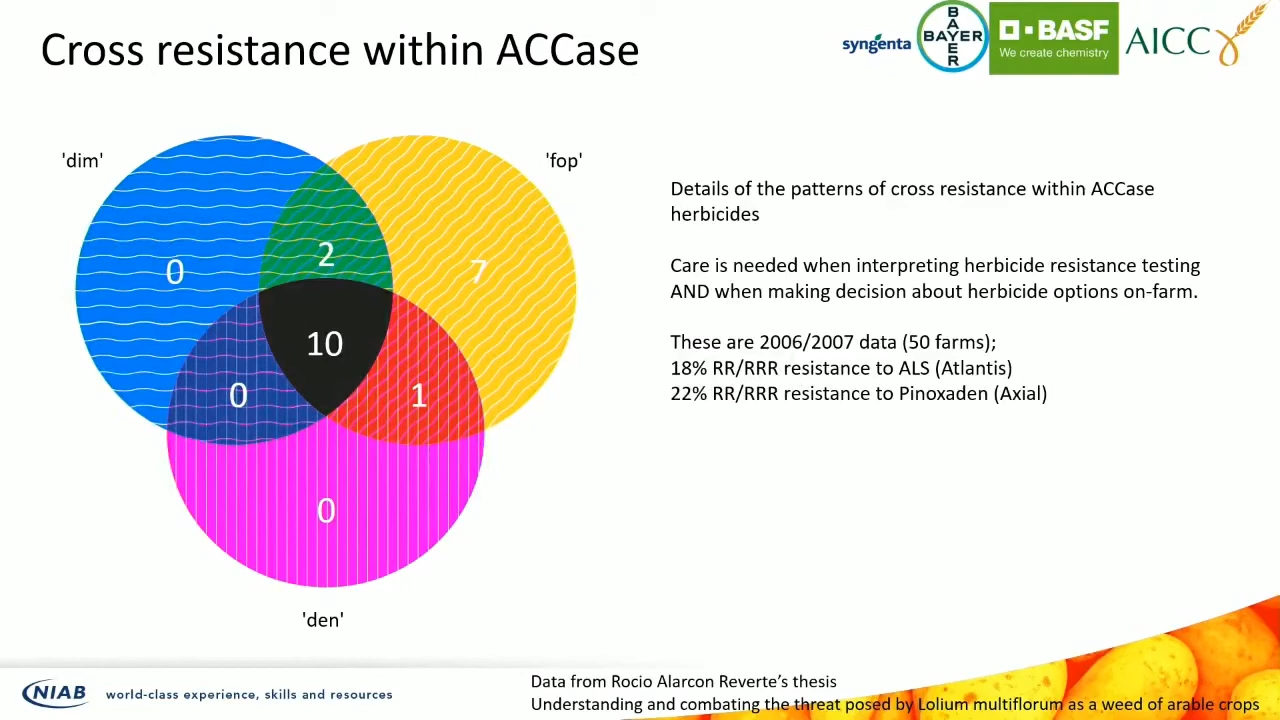 Cross resistance within ACCase
syngenta
BAYER
BAYER
BASF
We create chemistry
AICC
'dim'
'fop'
0
2
7
10
0
1
0
'den'
Details of the patterns of cross resistance within ACCase
herbicides
Care is needed when interpreting herbicide resistance testing
AND when making decision about herbicide options on-farm.
These are 2006/2007 data (50 farms);
18% RR/RRR resistance to ALS (Atlantis)
22% RR/RRR resistance to Pinoxaden (Axial)
NIAB
world-class experience, skills and resources
Data from Rocio Alarcon Reverte's thesis
Understanding and combating the threat posed by Lolium multiflorum as a weed of arable crops